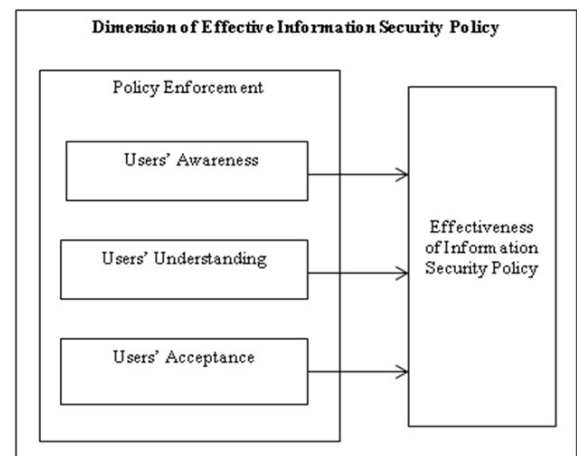 Dimension of Effective Information Security Policy
Policy Enforcement
Users' Awareness
Users' Understanding
Users' Acceptance
Effectiveness
of Information
Security Policy